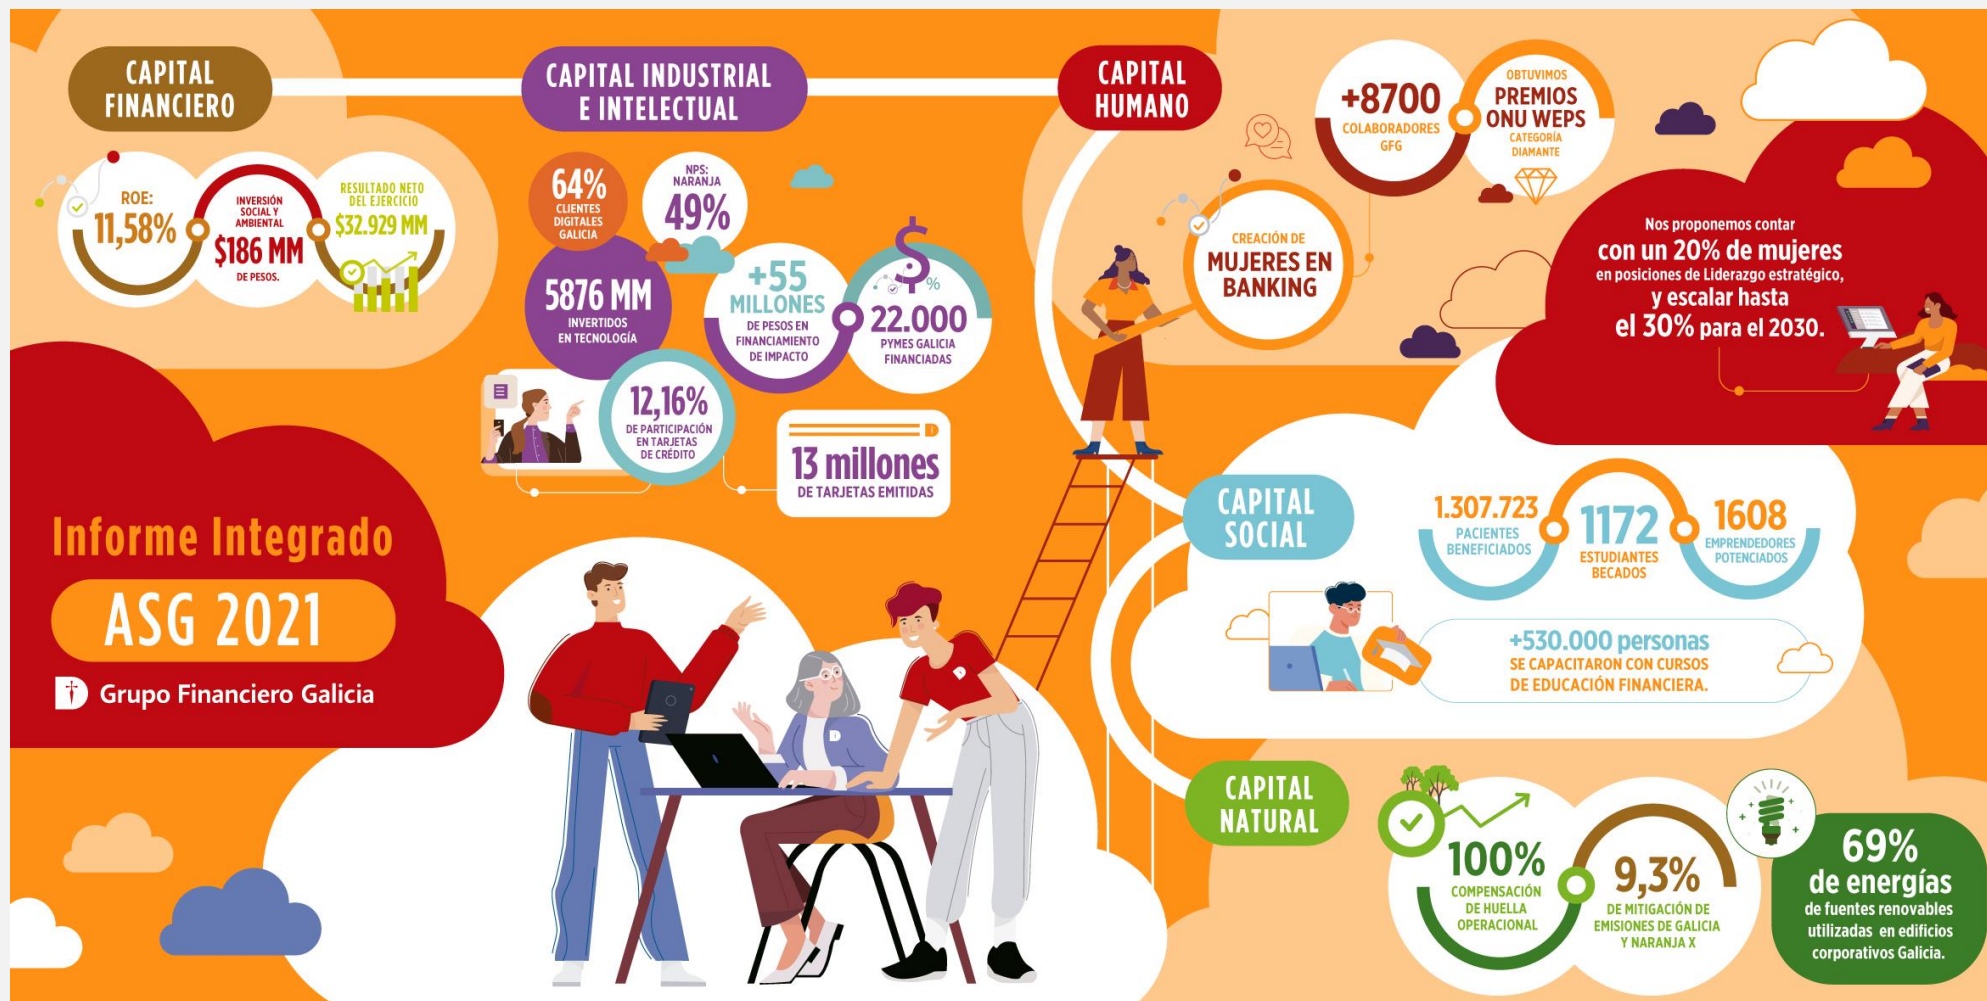 CAPITAL
FINANCIERO
ROE:
11,58%
INVERSIÓN
SOCIAL Y
AMBIENTAL
$186 MM
DE PESOS.
RESULTADO NETO
DEL EJERCICIO
$32.929 MM
CAPITAL INDUSTRIAL
E INTELECTUAL
64%
CLIENTES
DIGITALES
GALICIA
NPS:
NARANJA
49%
5876 MM
INVERTIDOS
EN TECNOLOGÍA
+55
MILLONES
DE PESOS EN
FINANCIAMIENTO
DE IMPACTO
$
%
22.000
PYMES GALICIA
FINANCIADAS
12,16%
DE PARTICIPACIÓN
EN TARJETAS
DE CRÉDITO
13 millones
DE TARJETAS EMITIDAS
CAPITAL
HUMANO
+8700
COLABORADORES
GFG
OBTUVIMOS
PREMIOS
ONU WEPS
CATEGORÍA
DIAMANTE
CREACIÓN DE
MUJERES EN
BANKING
Nos proponemos contar
con un 20% de mujeres
en posiciones de Liderazgo estratégico,
y escalar hasta
el 30% para el 2030.
Informe Integrado
ASG 2021
Grupo Financiero Galicia
CAPITAL
SOCIAL
1.307.723
PACIENTES
BENEFICIADOS
1172
ESTUDIANTES
BECADOS
1608
EMPRENDEDORES
POTENCIADOS
+530.000 personas
SE CAPACITARON CON CURSOS
DE EDUCACIÓN FINANCIERA.
CAPITAL
NATURAL
100%
COMPENSACIÓN
DE HUELLA
OPERACIONAL
9,3%
DE MITIGACIÓN DE
EMISIONES DE GALICIA
Y NARANJA X
69%
de energías
de fuentes renovables
utilizadas en edificios
corporativos Galicia.